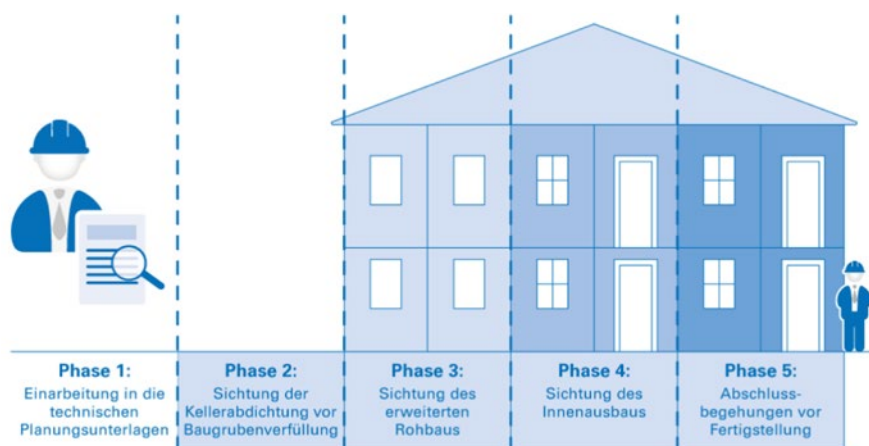 Phase 1:
Einarbeitung in die
technischen
Planungsunterlagen
Phase 2:
Sichtung der
Kellerabdichtung vor
Baugrubenverfüllung
Phase 3:
Sichtung des
erweiterten
Rohbaus
Phase 4:
Sichtung des
Innenausbaus
Phase 5:
Abschluss-
begehungen vor
Fertigstellung